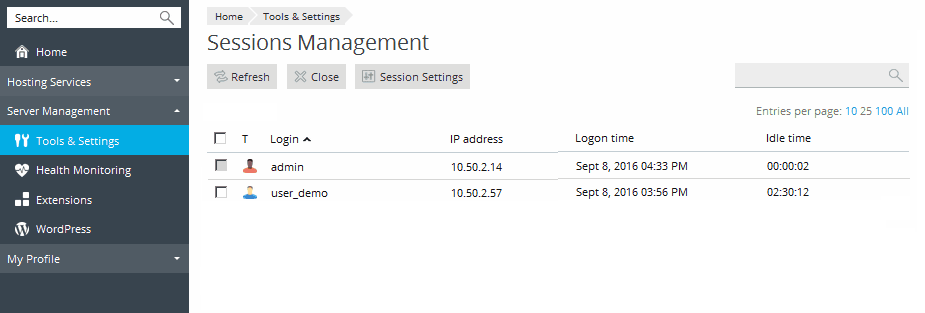 Search...
Home
Hosting Services
Server Management
Tools & Settings
Health Monitoring
Extensions
WordPress
My Profile
Home Tools & Settings
Sessions Management
Refresh Close Session Settings
Entries per page: 10 25 100 All
T Login IP address Logon time Idle time
admin 10.50.2.14 Sept 8, 2016 04:33 PM 00:00:02
user_demo 10.50.2.57 Sept 8, 2016 03:56 PM 02:30:12